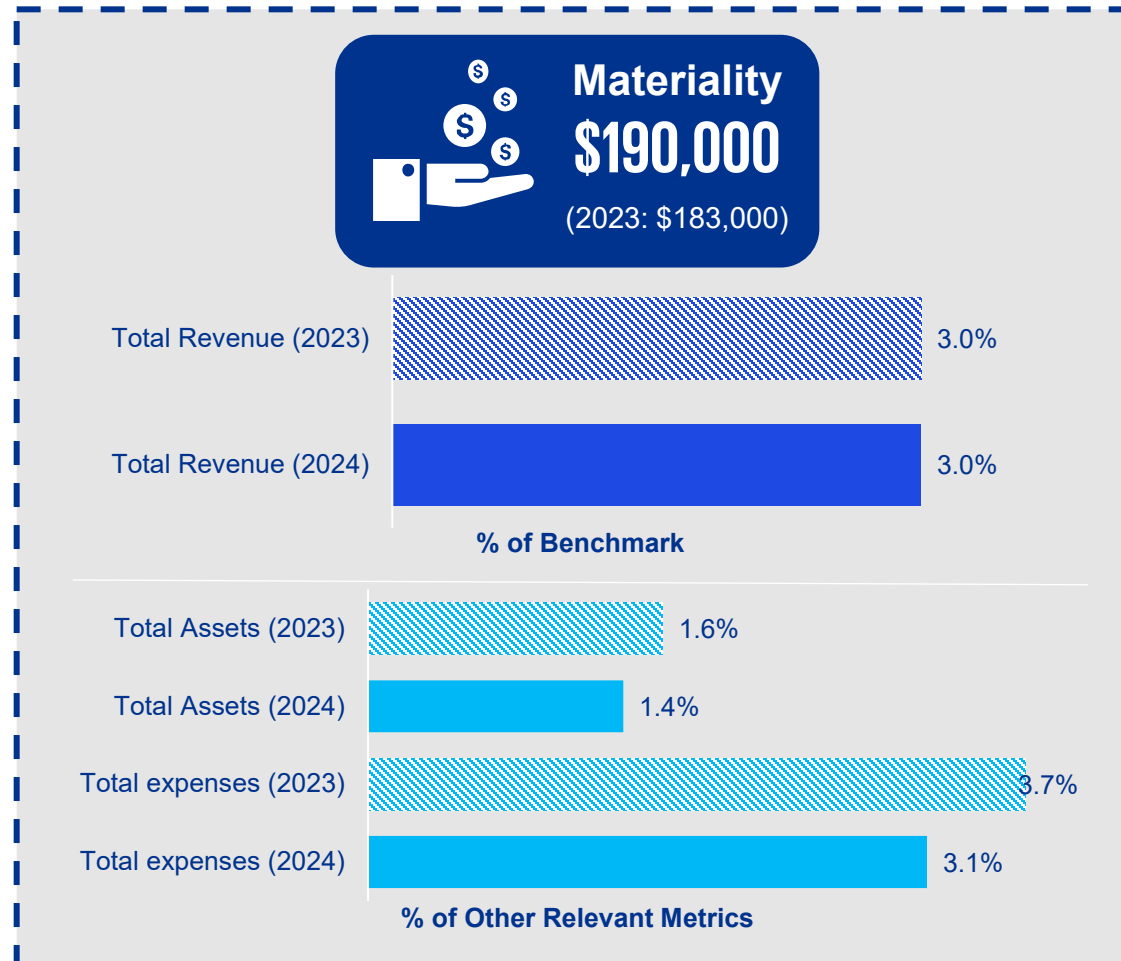 $
$
$
$
Materiality
$190,000
(2023: $183,000)
Total Revenue (2023) 3.0%
Total Revenue (2024) 3.0%
% of Benchmark
Total Assets (2023) 1.6%
Total Assets (2024) 1.4%
Total expenses (2023) 3.7%
Total expenses (2024) 3.1%
% of Other Relevant Metrics